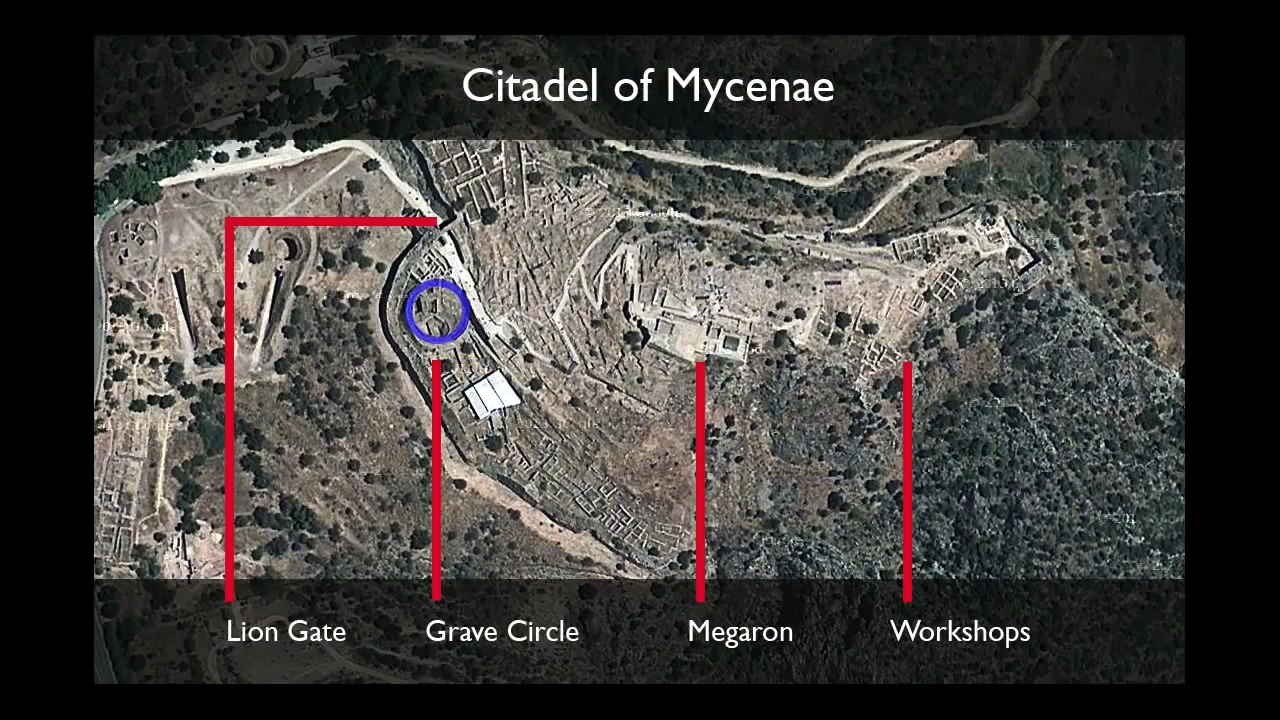 Citadel of Mycenae
Lion Gate
Grave Circle
Megaron
Workshops